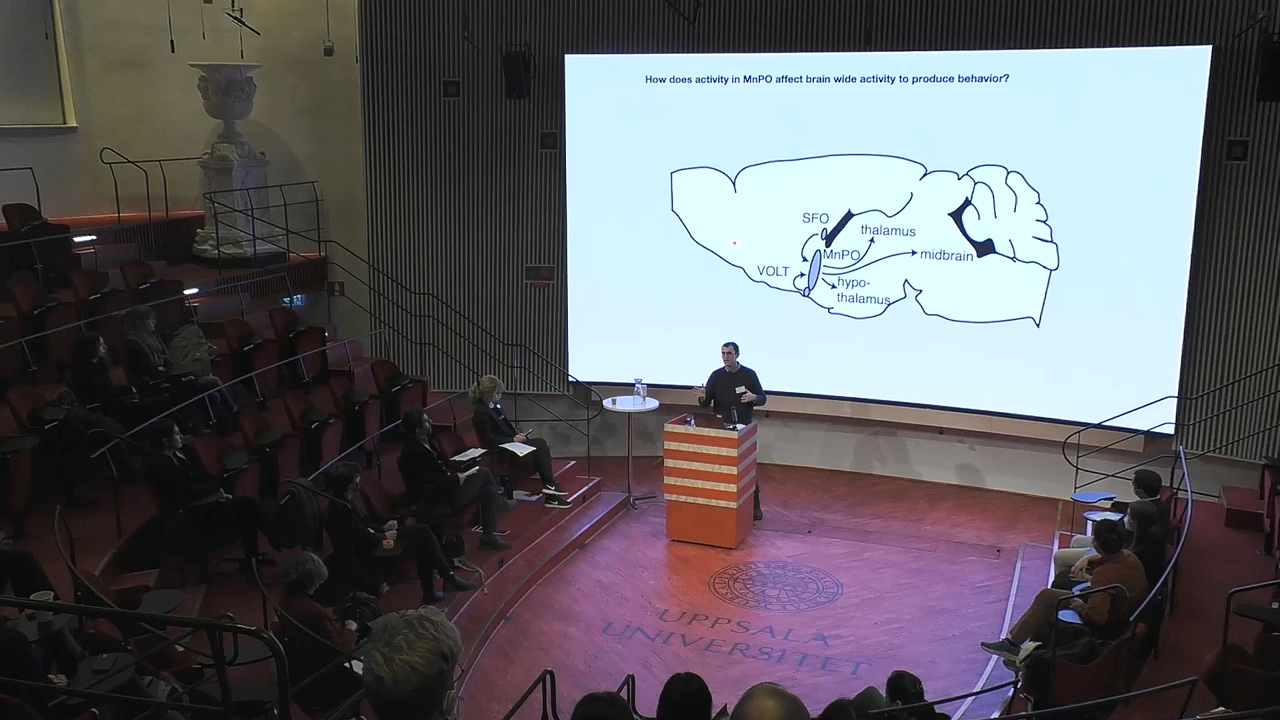 How does activity in MnPO affect brain wide activity to produce behavior?
SFO
thalamus
MnPO
midbrain
VOLT
hypo-
thalamus
UPPSALA
UNIVERSITET